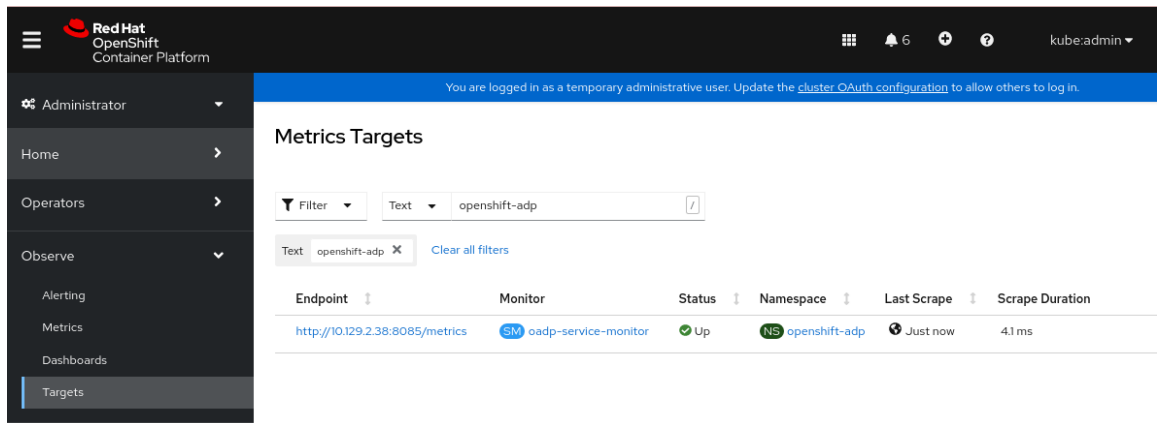 Red Hat
OpenShift
Container Platform
6
kube:admin
Administrator
You are logged in as a temporary administrative user. Update the cluster OAuth configuration to allow others to log in.
Home
Operators
Observe
Alerting
Metrics
Dashboards
Targets
Metrics Targets
Filter Text openshift-adp /
Text openshift-adp Clear all filters
Endpoint Monitor Status Namespace Last Scrape Scrape Duration
http://10.129.2.38:8085/metrics SM oadp-service-monitor Up NS openshift-adp Just now 4.1 ms